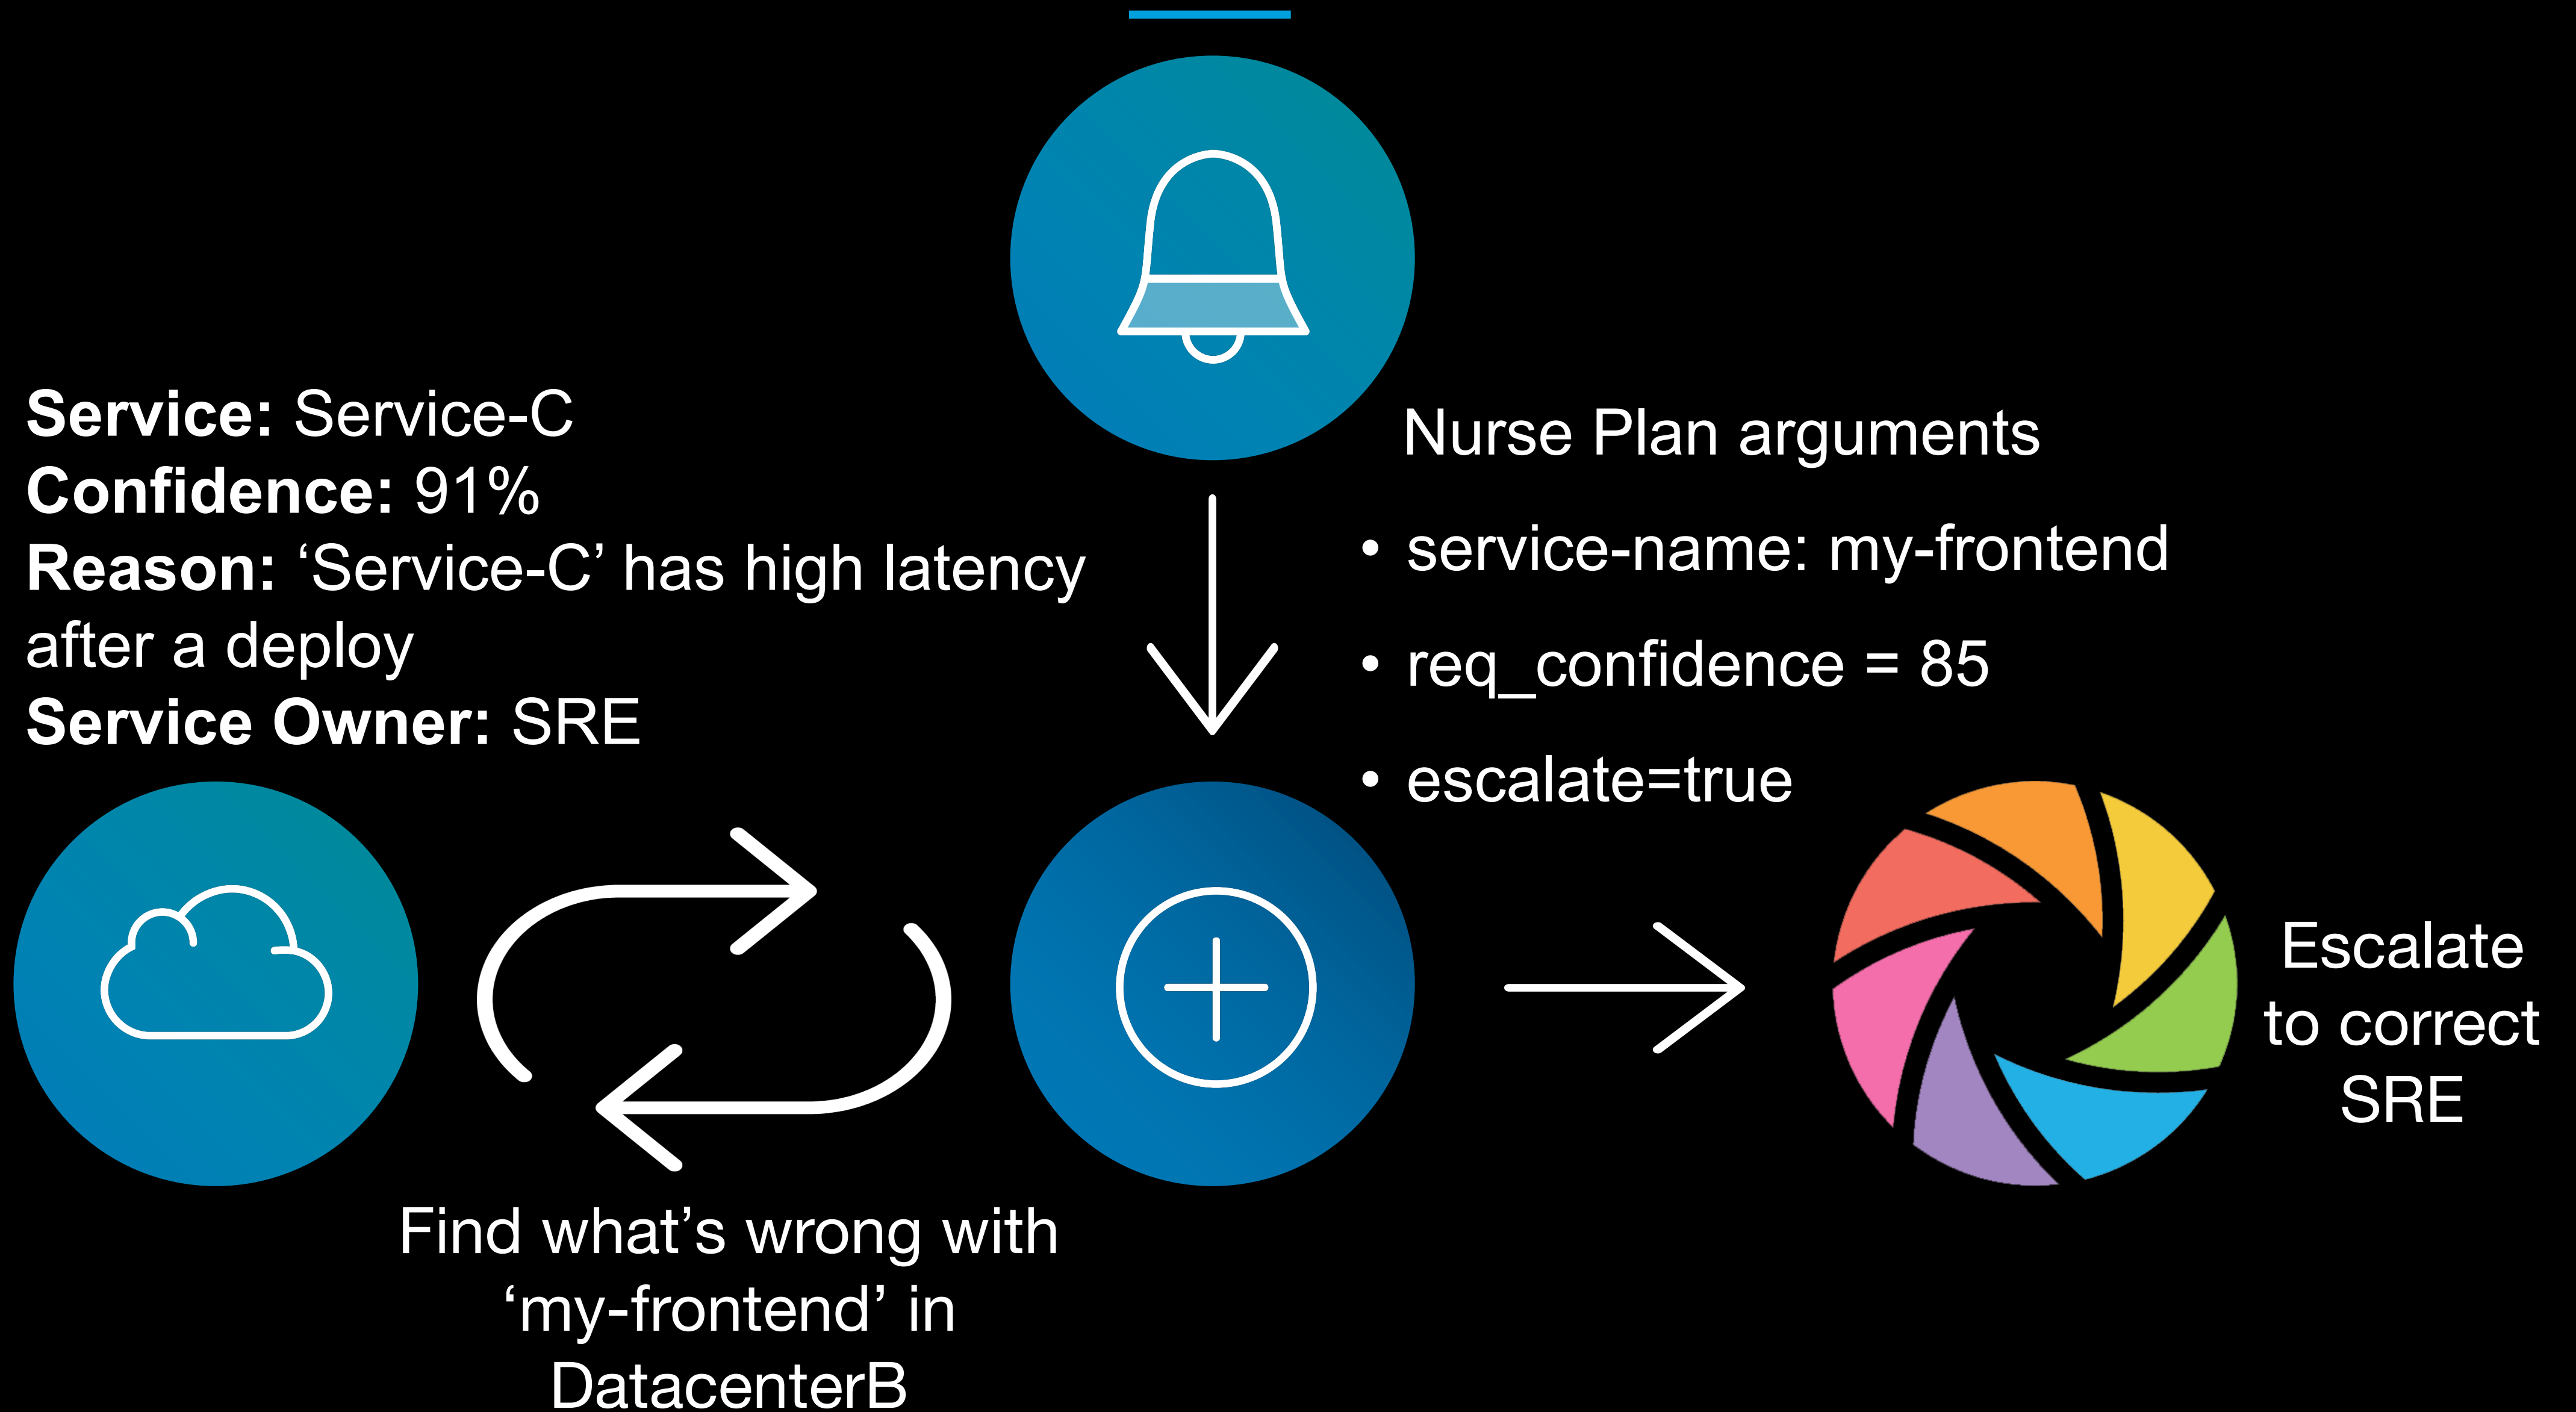 Service: Service-C
Confidence: 91%
Reason: ‘Service-C’ has high latency
after a deploy
Service Owner: SRE
Nurse Plan arguments
• service-name: my-frontend
• req_confidence = 85
• escalate=true
Find what’s wrong with
‘my-frontend’ in
DatacenterB
Escalate
to correct
SRE